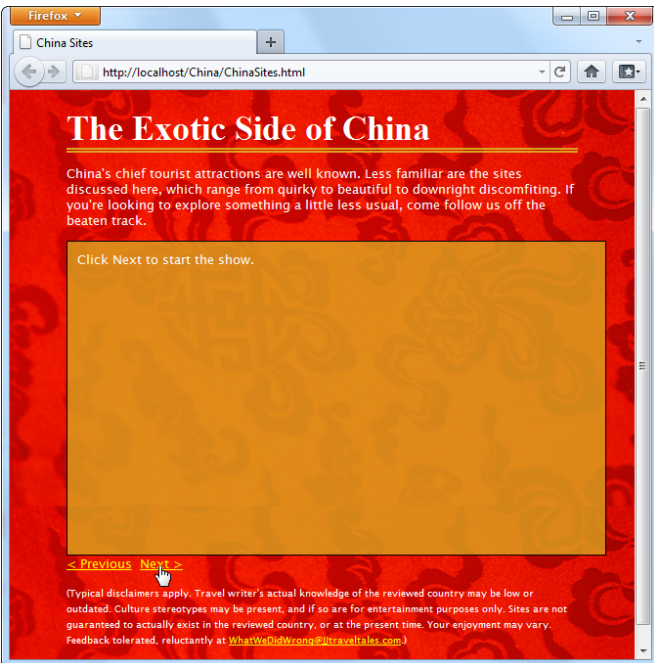 Firefox
China Sites
http://localhost/China/ChinaSites.html
The Exotic Side of China
China's chief tourist attractions are well known. Less familiar are the sites
discussed here, which range from quirky to beautiful to downright discomfiting. If
you're looking to explore something a little less usual, come follow us off the
beaten track.
Click Next to start the show.
< Previous Next >
(Typical disclaimers apply. Travel writer's actual knowledge of the reviewed country may be low or
outdated. Culture stereotypes may be present, and if so are for entertainment purposes only. Sites are not
guaranteed to actually exist in the reviewed country, or at the present time. Your enjoyment may vary.
Feedback tolerated, reluctantly at WhatWeDidWrong@JJtraveltales.com.)